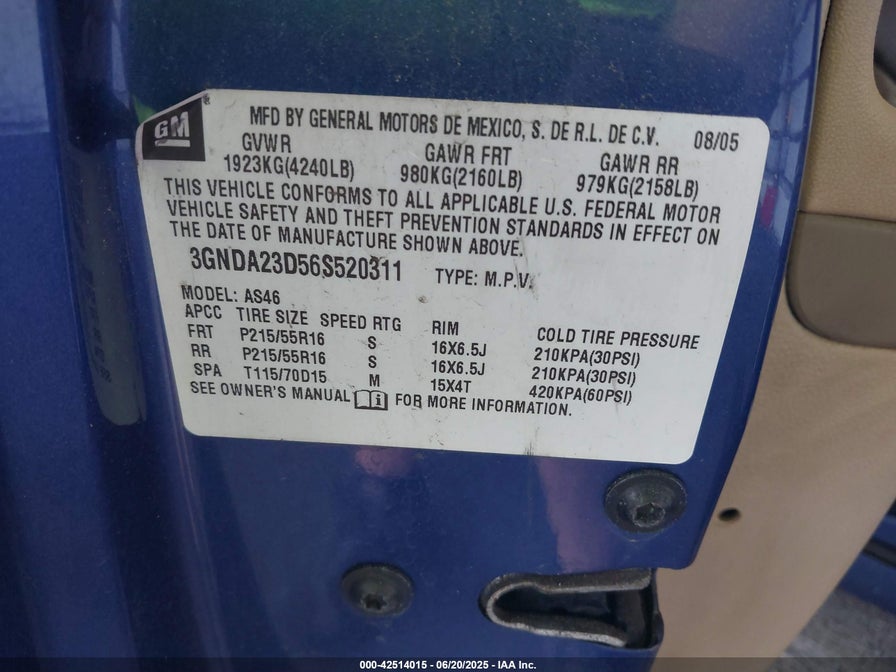 GM
MFD BY GENERAL MOTORS DE MEXICO, S. DE R.L. DE C.V. 08/05
GVWR GAWR FRT GAWR RR
1923KG(4240LB) 980KG(2160LB) 979KG(2158LB)
THIS VEHICLE CONFORMS TO ALL APPLICABLE U.S. FEDERAL MOTOR
VEHICLE SAFETY AND THEFT PREVENTION STANDARDS IN EFFECT ON
THE DATE OF MANUFACTURE SHOWN ABOVE.
3GNDA23D56S520311 TYPE: M.P.V.
MODEL: AS46
APCC TIRE SIZE SPEED RTG RIM COLD TIRE PRESSURE
FRT P215/55R16 S 16X6.5J 210KPA(30PSI)
RR P215/55R16 S 16X6.5J 210KPA(30PSI)
SPA T115/70D15 M 15X4T 420KPA(60PSI)
SEE OWNER'S MANUAL FOR MORE INFORMATION.
000-42514015 - 06/20/2025 - IAA Inc.